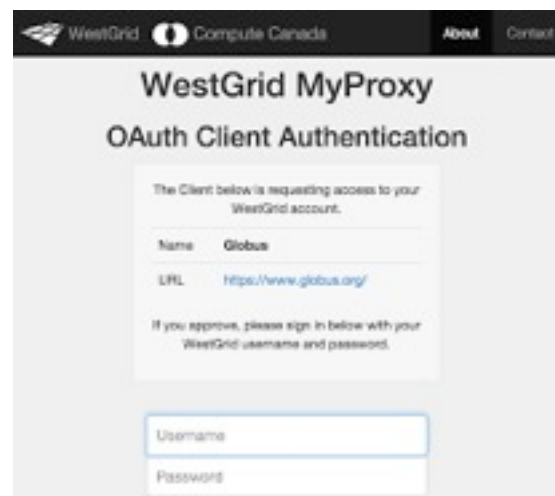 WestGrid Compute Canada About Contact
WestGrid MyProxy
OAuth Client Authentication
The Client below is requesting access to your
WestGrid account.
Name Globus
URL https://www.globus.org/
If you approve, please sign in below with your
WestGrid username and password.
Username
Password